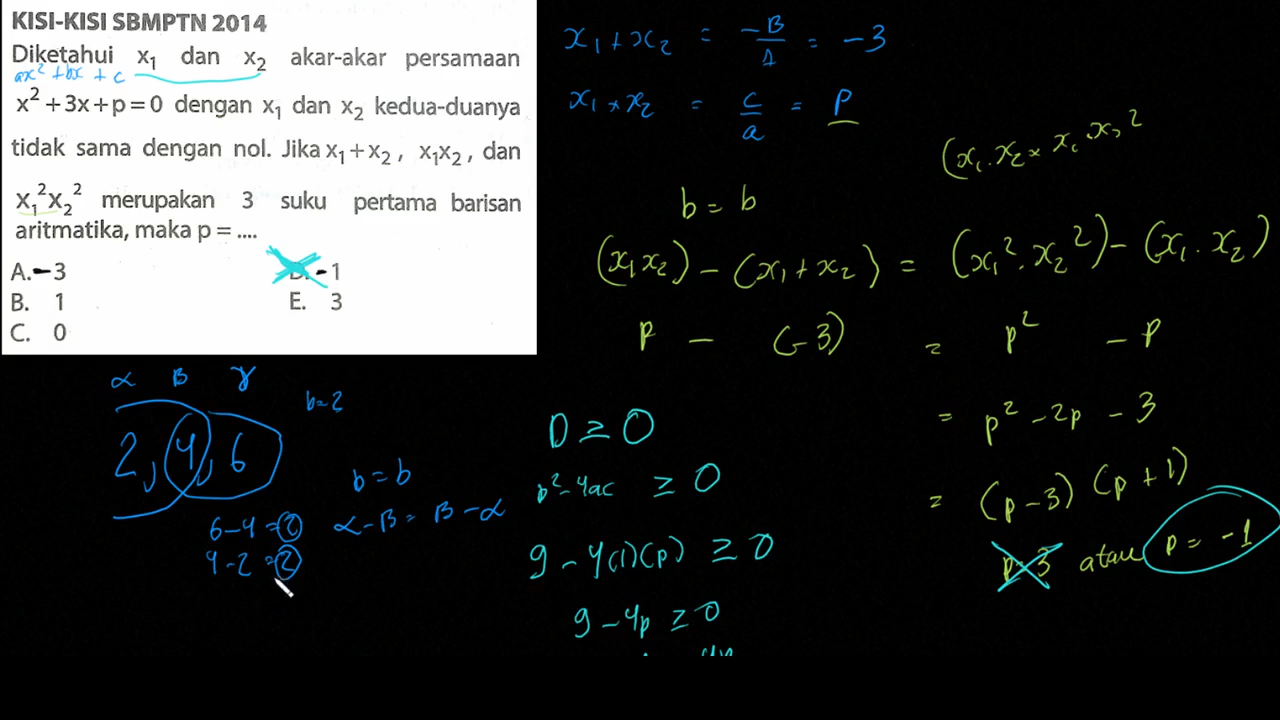 KISI-KISI SBMPTN 2014
Diketahui x₁ dan x₂ akar-akar persamaan
ax² + bx + c
x² + 3x + p = 0 dengan x₁ dan x₂ kedua-duanya
tidak sama dengan nol. Jika x₁ + x₂ , x₁x₂ , dan
x₁²x₂² merupakan 3 suku pertama barisan
aritmatika, maka p = ....
A. -3
B. 1
C. 0
D. -1
E. 3
x₁ + x₂ = -B/1 = -3
x₁ * x₂ = c/a = P
(x₁.x₂ * x₁.x₂²
b = b
(x₁x₂) - (x₁ + x₂) = (x₁².x₂²) - (x₁.x₂)
P - (-3) = p² - P
= p² - 2p - 3
= (p-3) (p+1)
p=3 atau p = -1
α B γ
b=2
2, 4, 6
b = b
6-4 = 2
α - B = B - α
4-2 = 2
D ≥ 0
b² - 4ac ≥ 0
9 - 4(1)(p) ≥ 0
9 - 4p ≥ 0